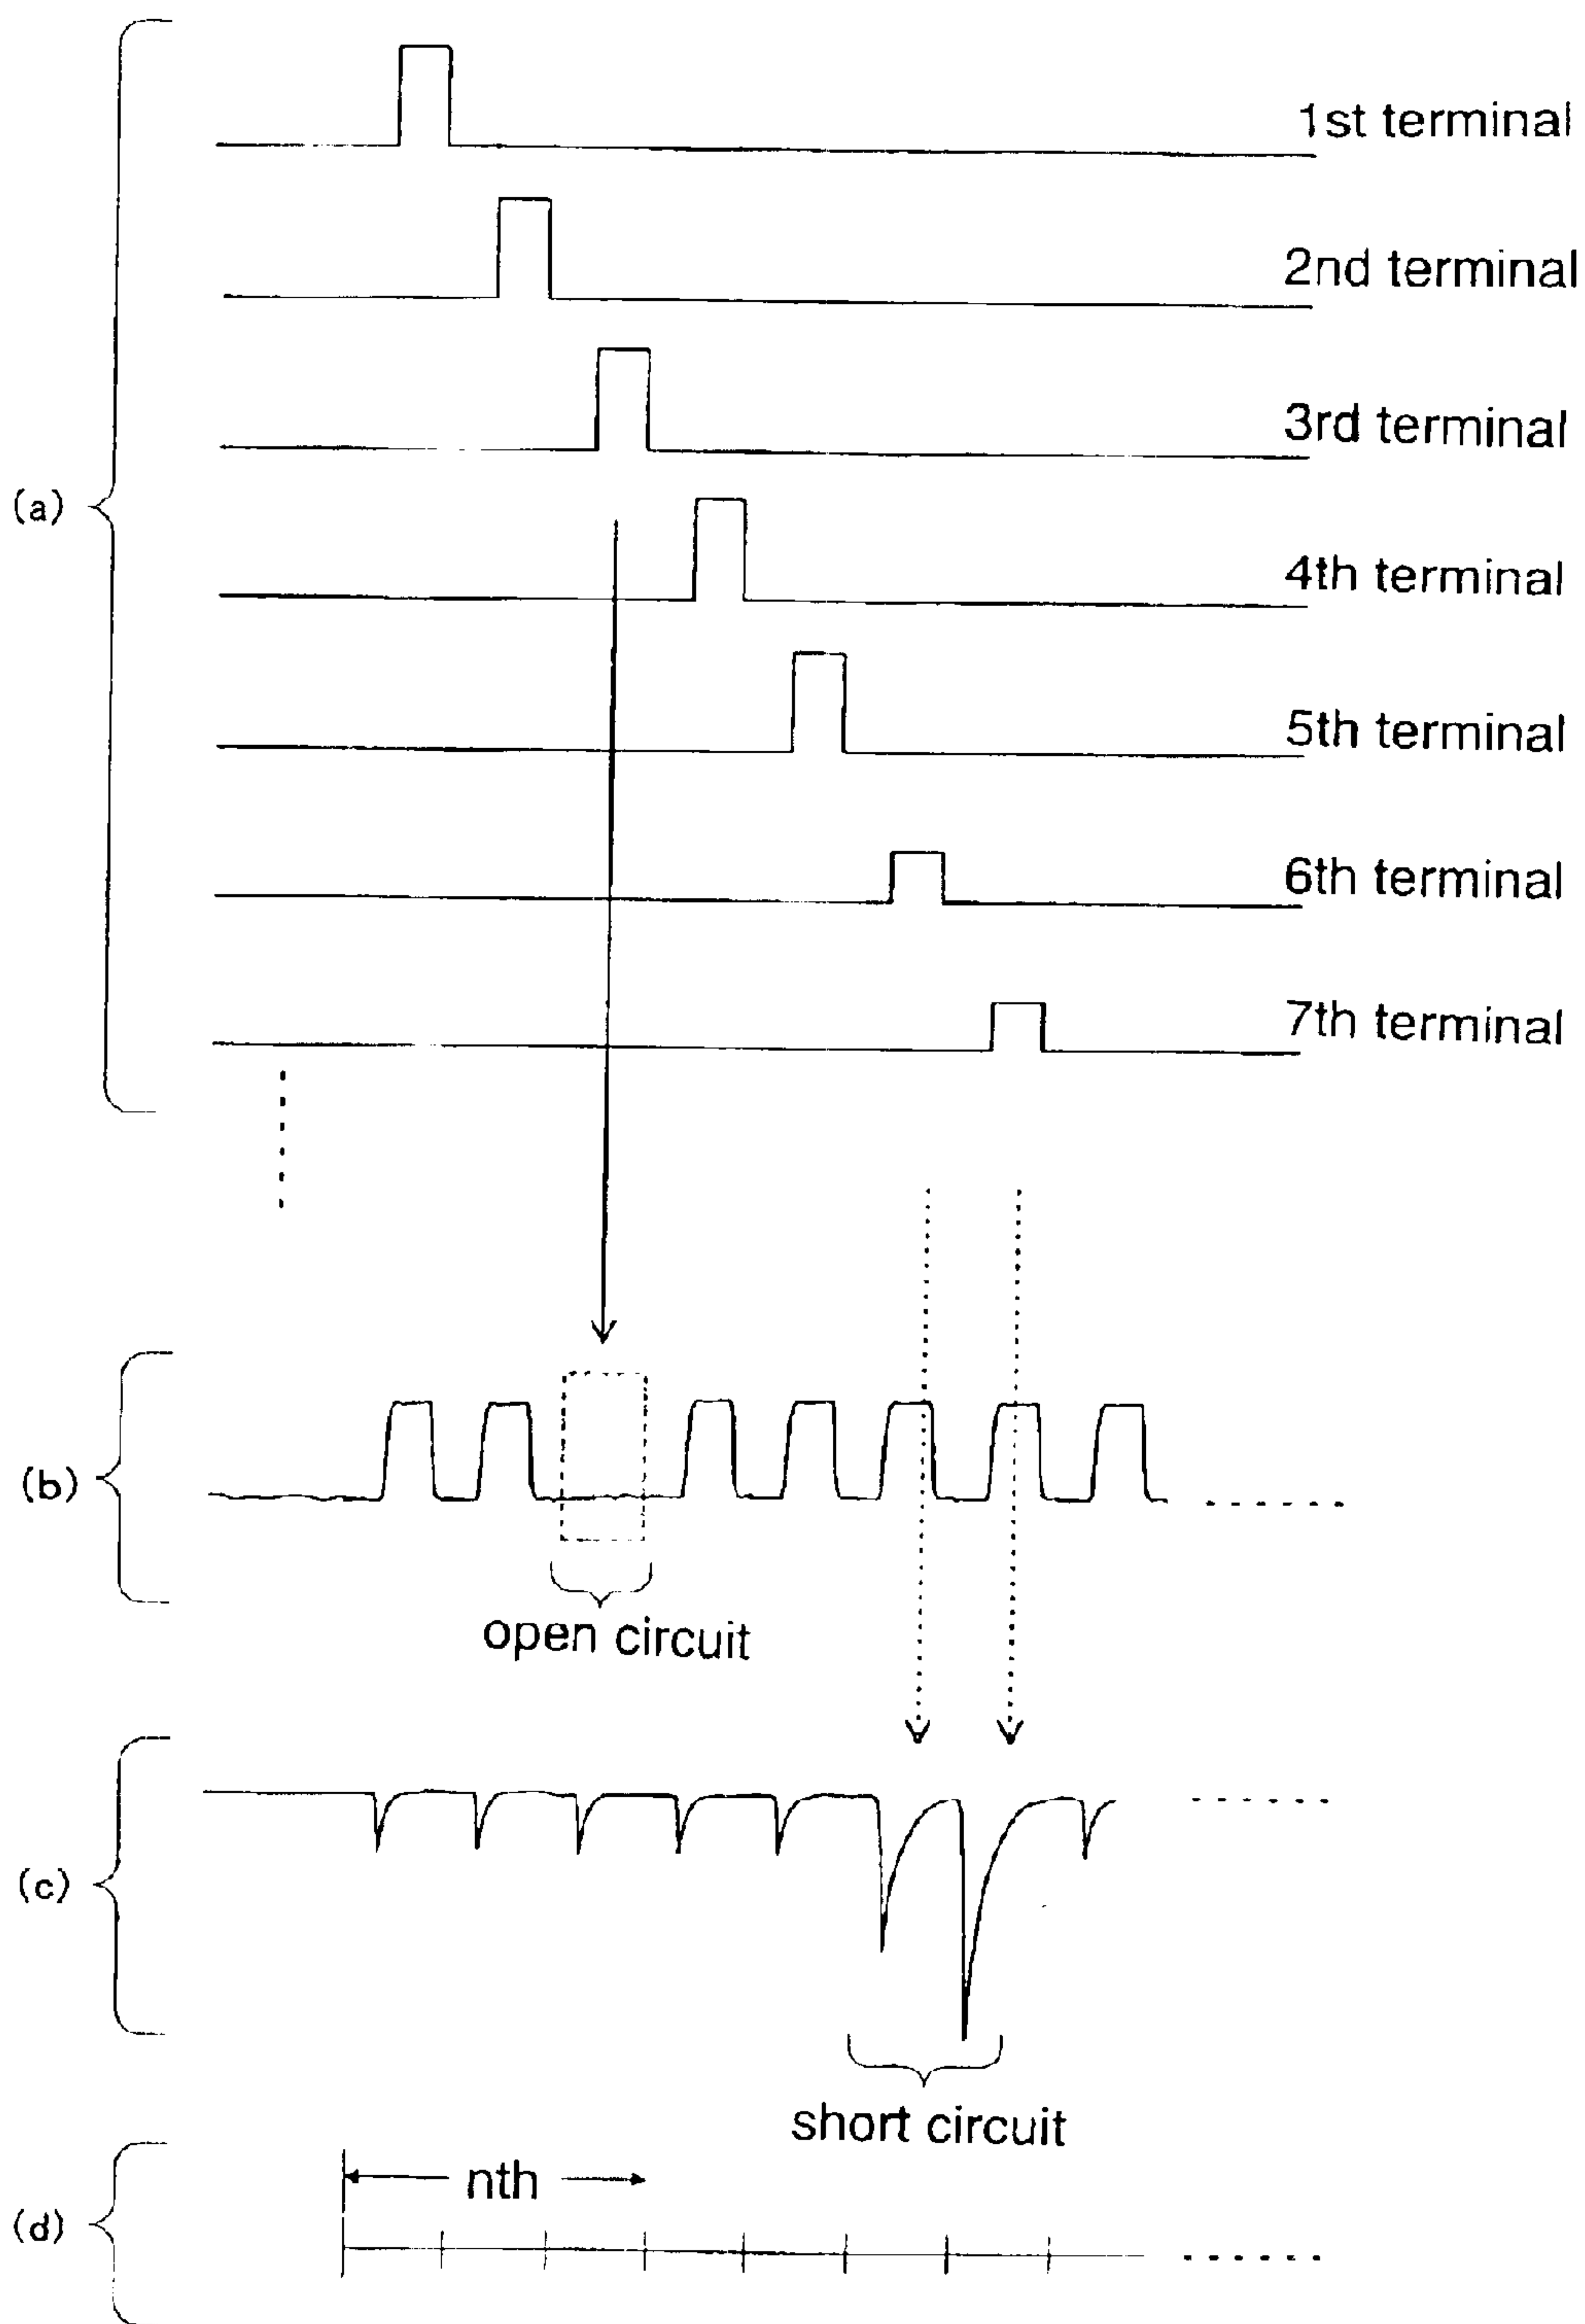 1st terminal
2nd terminal
3rd terminal
(a)
4th terminal
5th terminal
6th terminal
7th terminal
(b)
open circuit
(c)
short circuit
nth
(d)